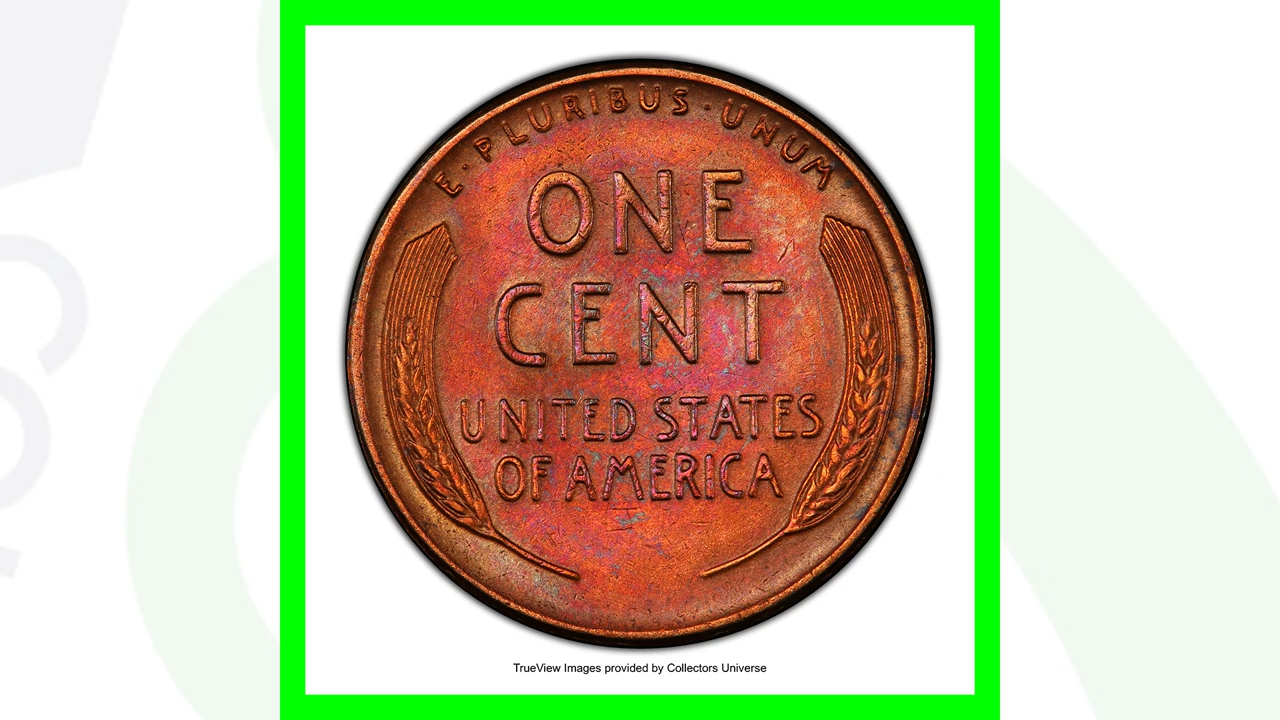 E · PLURIBUS · UNUM
ONE
CENT
UNITED STATES
OF AMERICA
TrueView Images provided by Collectors Universe